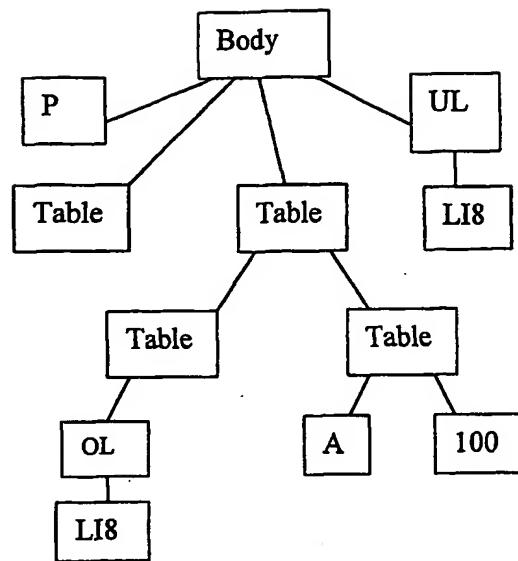 Body
P
UL
Table
Table
LI8
Table
Table
OL
A
100
LI8